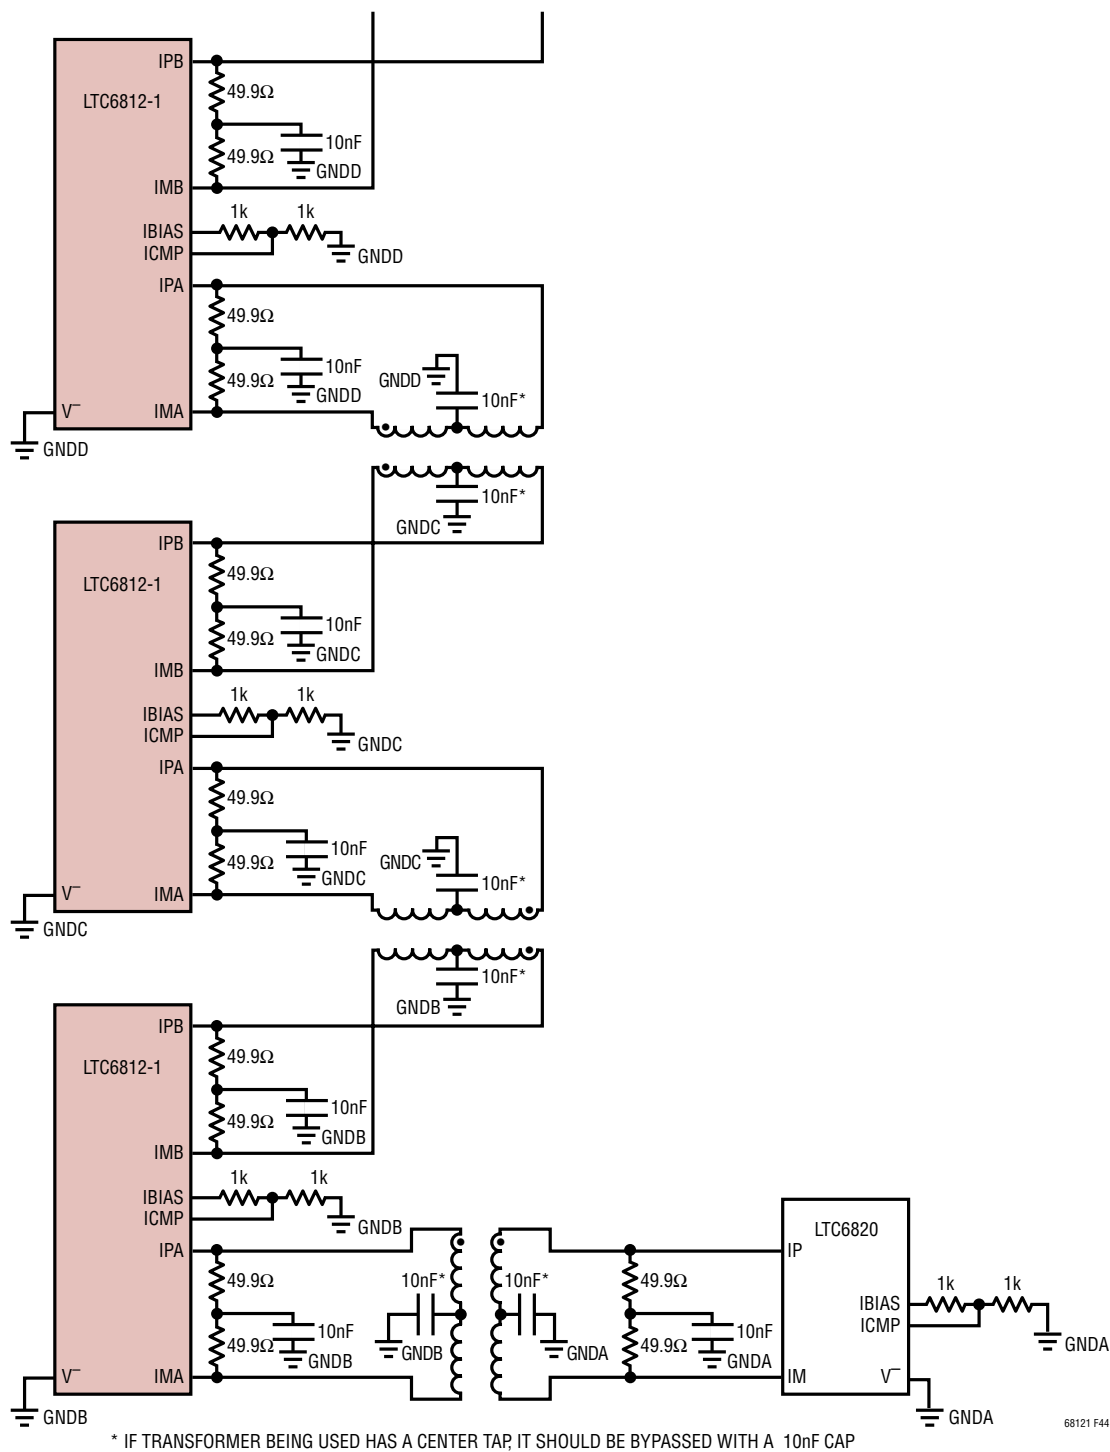 IPB
LTC6812-1
49.9Ω
10nF
49.9Ω
GNDD
IMB
1k 1k
IBIAS
ICMP
GNDD
IPA
49.9Ω
10nF
GNDD
49.9Ω
GNDD
10nF*
V– IMA
GNDD
10nF*
GNDC
IPB
LTC6812-1
49.9Ω
10nF
49.9Ω
GNDC
IMB
1k 1k
IBIAS
ICMP
GNDC
IPA
49.9Ω
10nF
GNDC
49.9Ω
GNDC
10nF*
V– IMA
GNDC
10nF*
GNDB
IPB
LTC6812-1
49.9Ω
10nF
49.9Ω
GNDB
IMB
1k 1k
IBIAS
ICMP
GNDB
IPA
49.9Ω
10nF
49.9Ω
GNDB
V– IMA
GNDB
10nF* 10nF*
GNDB GNDA
49.9Ω
10nF
49.9Ω
GNDA
LTC6820
IP
IBIAS
ICMP
IM V–
1k 1k
GNDA
GNDA
68121 F44
* IF TRANSFORMER BEING USED HAS A CENTER TAP, IT SHOULD BE BYPASSED WITH A 10nF CAP